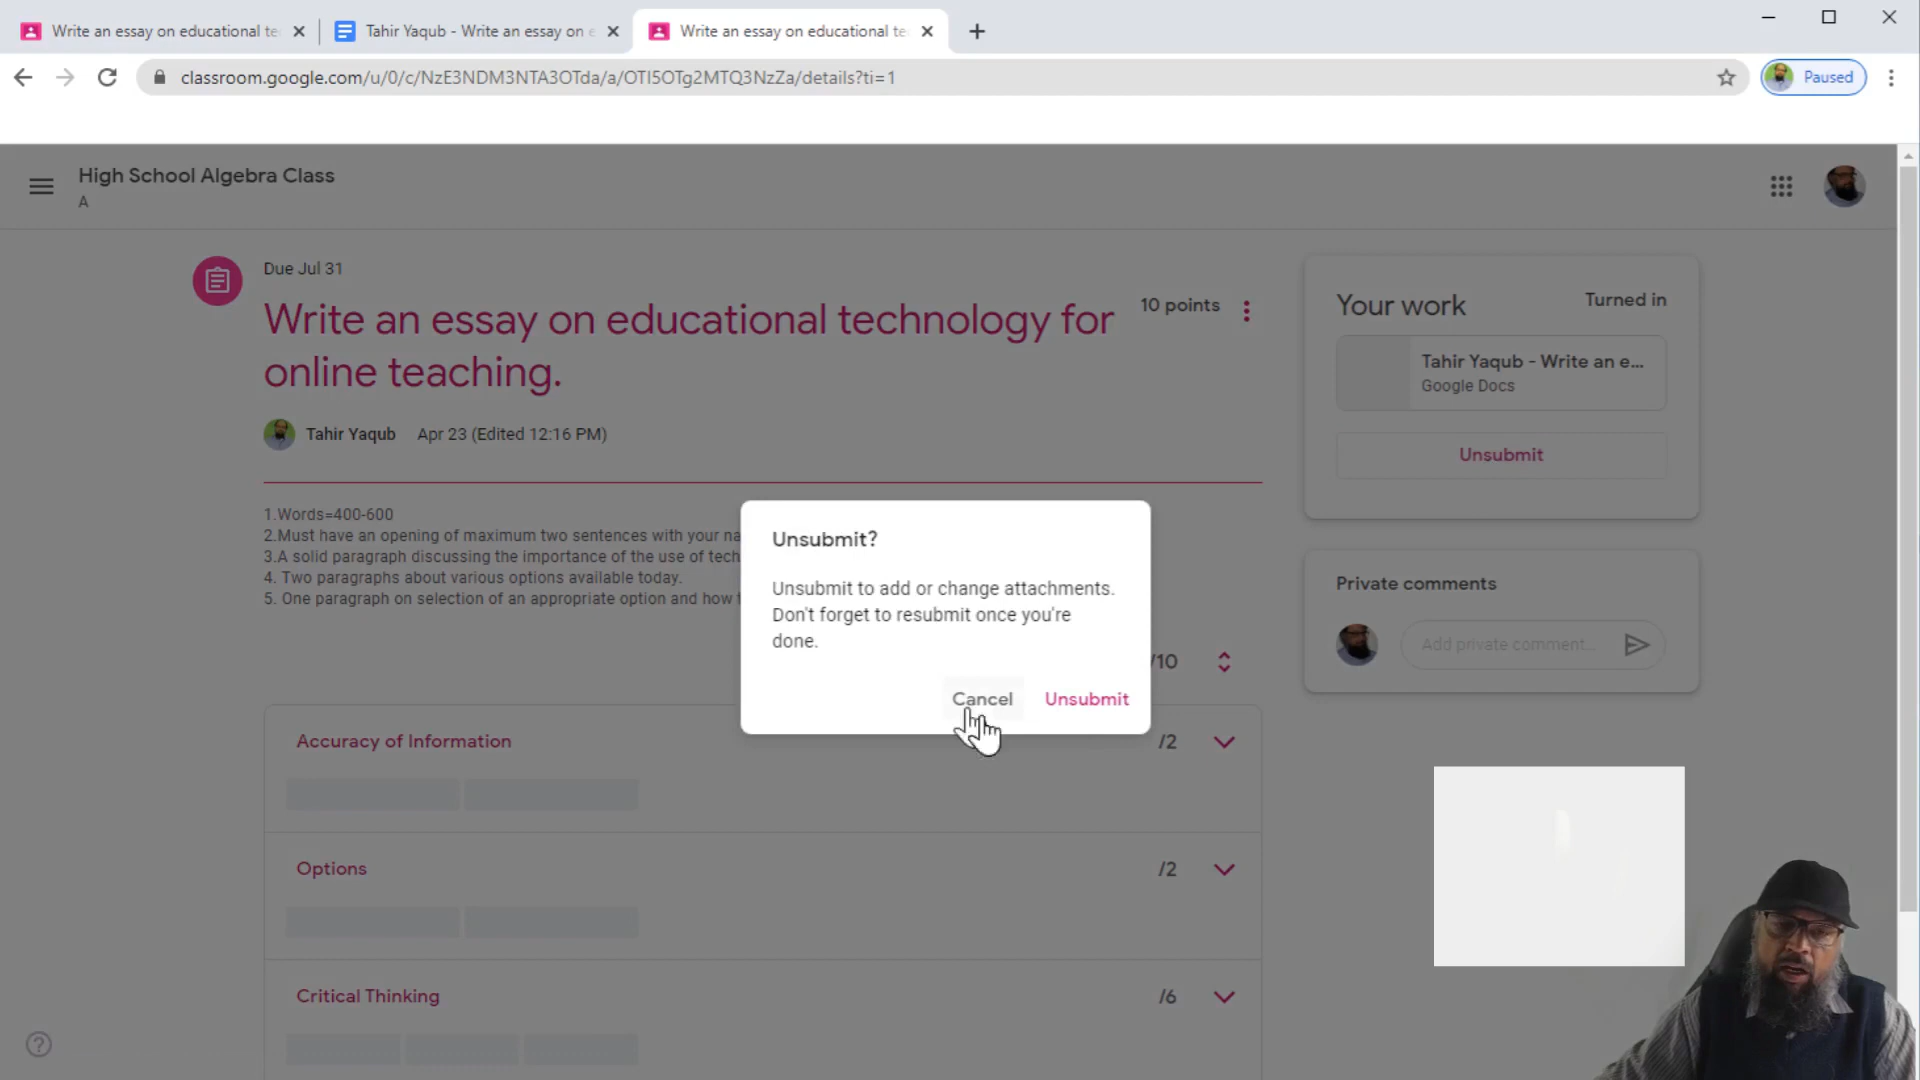 Write an essay on educational te
Tahir Yaqub - Write an essay on e
Write an essay on educational te
classroom.google.com/u/0/c/NzE3NDM3NTA3OTda/a/OTI5OTg2MTQ3NzZa/details?ti=1
Paused
High School Algebra Class
A
Due Jul 31
Write an essay on educational technology for
online teaching.
10 points
Tahir Yaqub Apr 23 (Edited 12:16 PM)
1.Words=400-600
2.Must have an opening of maximum two sentences with your na
3.A solid paragraph discussing the importance of the use of tech
4. Two paragraphs about various options available today.
5. One paragraph on selection of an appropriate option and how t
/10
Accuracy of Information /2
Options /2
Critical Thinking /6
Your work Turned in
Tahir Yaqub - Write an e...
Google Docs
Unsubmit
Private comments
Add private comment...
Unsubmit?
Unsubmit to add or change attachments.
Don't forget to resubmit once you're
done.
Cancel Unsubmit